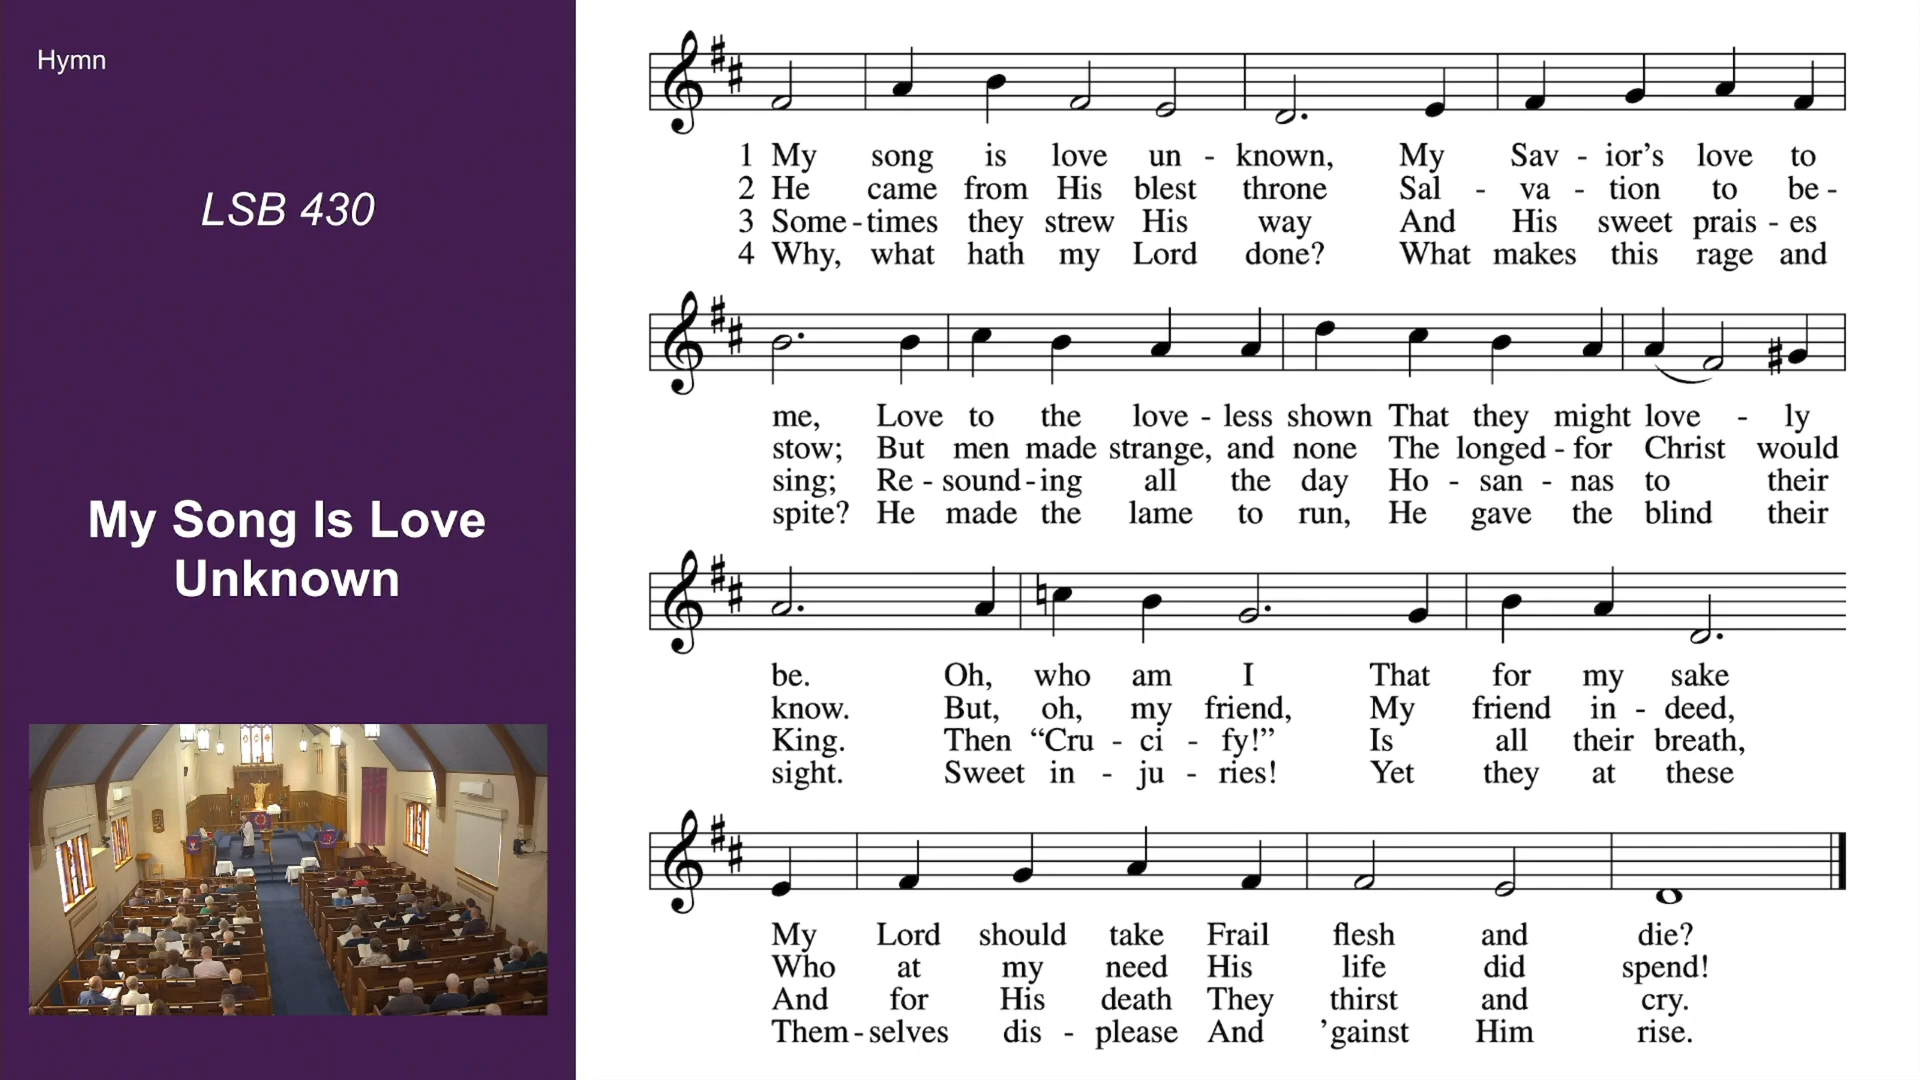 Hymn
LSB 430
My Song Is Love
Unknown
1 My song is love un - known, My Sav - ior’s love to
2 He came from His blest throne Sal - va - tion to be -
3 Some - times they strew His way And His sweet prais - es
4 Why, what hath my Lord done? What makes this rage and
me, Love to the love - less shown That they might love - ly
stow; But men made strange, and none The longed - for Christ would
sing; Re - sound - ing all the day Ho - san - nas to their
spite? He made the lame to run, He gave the blind their
be. Oh, who am I That for my sake
know. But, oh, my friend, My friend in - deed,
King. Then “Cru - ci - fy!” Is all their breath,
sight. Sweet in - ju - ries! Yet they at these
My Lord should take Frail flesh and die?
Who at my need His life did spend!
And for His death They thirst and cry.
Them - selves dis - please And ’gainst Him rise.